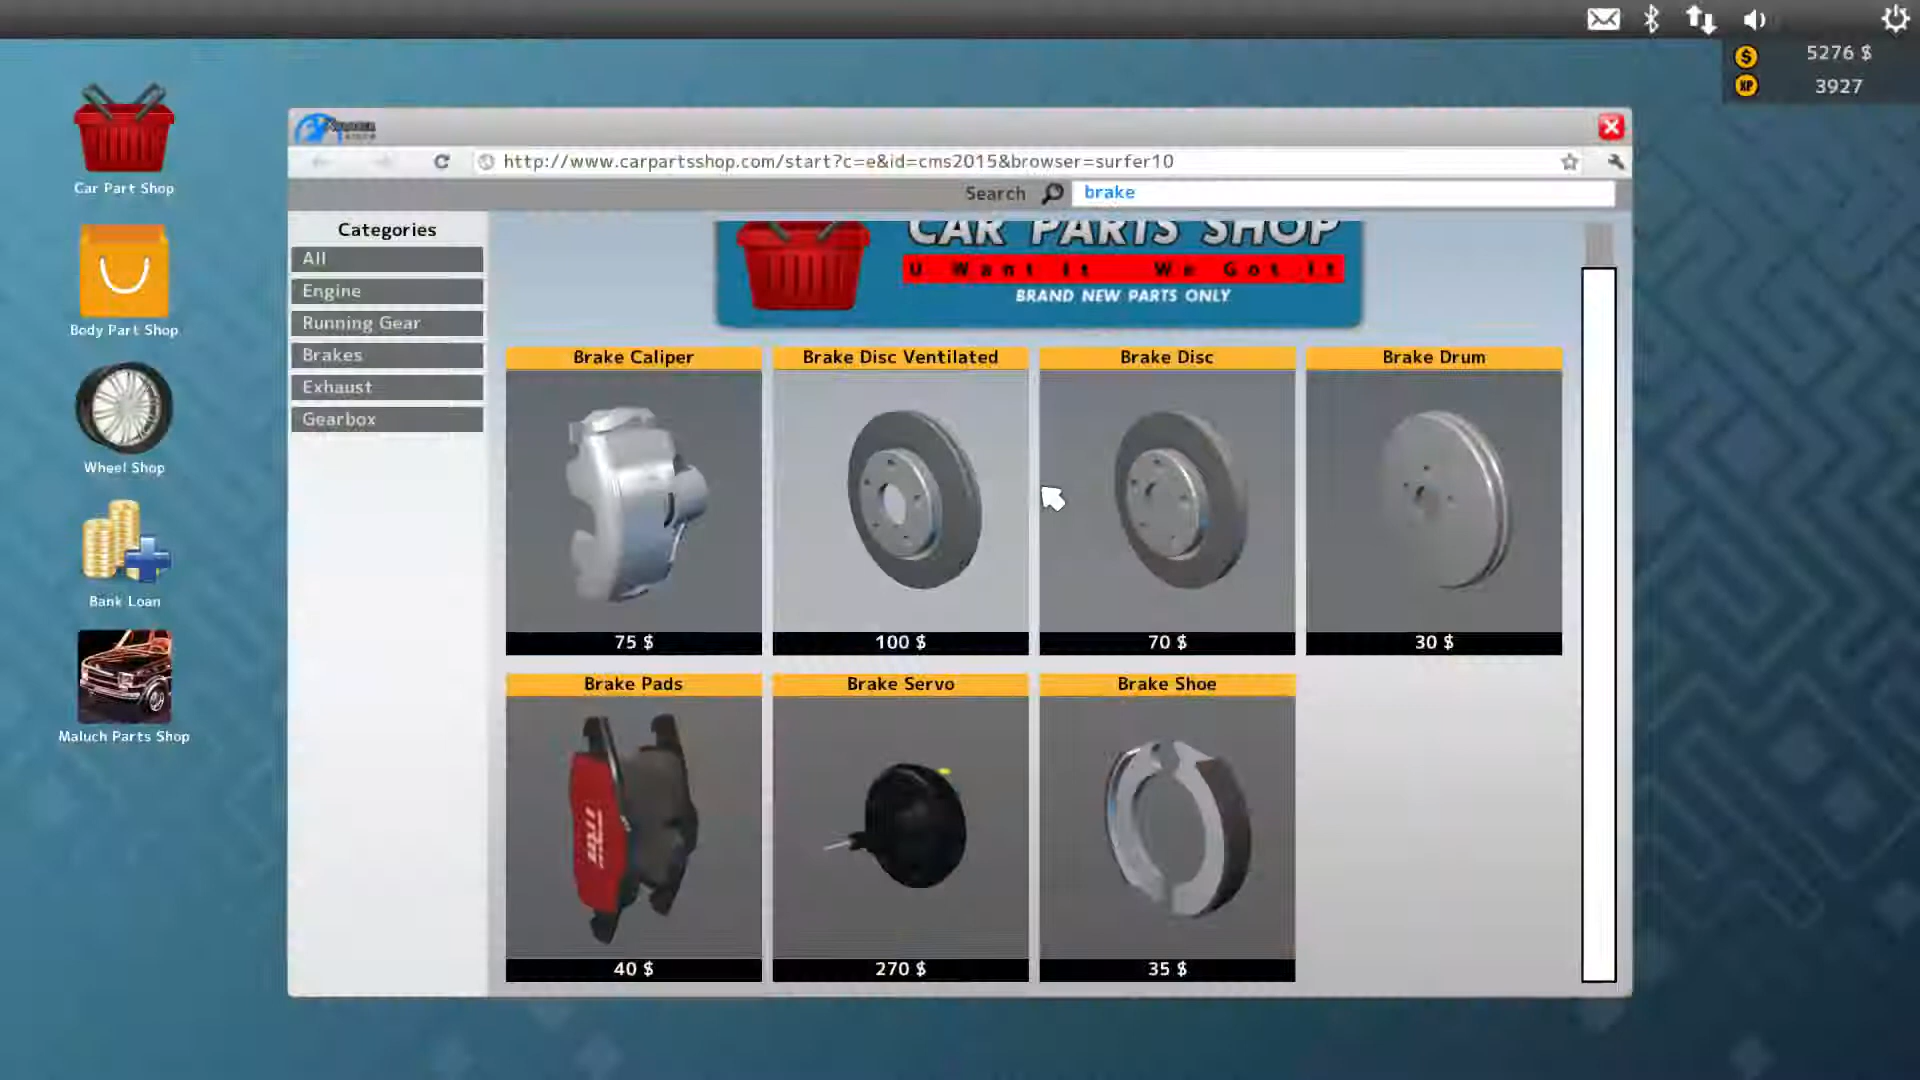 5276 $
XP 3927
Car Part Shop
Body Part Shop
Wheel Shop
Bank Loan
Maluch Parts Shop
http://www.carpartsshop.com/start?c=e&id=cms2015&browser=surfer10
Search brake
Categories
All
Engine
Running Gear
Brakes
Exhaust
Gearbox
CAR PARTS SHOP
U Want It We Got It
BRAND NEW PARTS ONLY
Brake Caliper
Brake Disc Ventilated
Brake Disc
Brake Drum
75 $
100 $
70 $
30 $
Brake Pads
Brake Servo
Brake Shoe
40 $
270 $
35 $